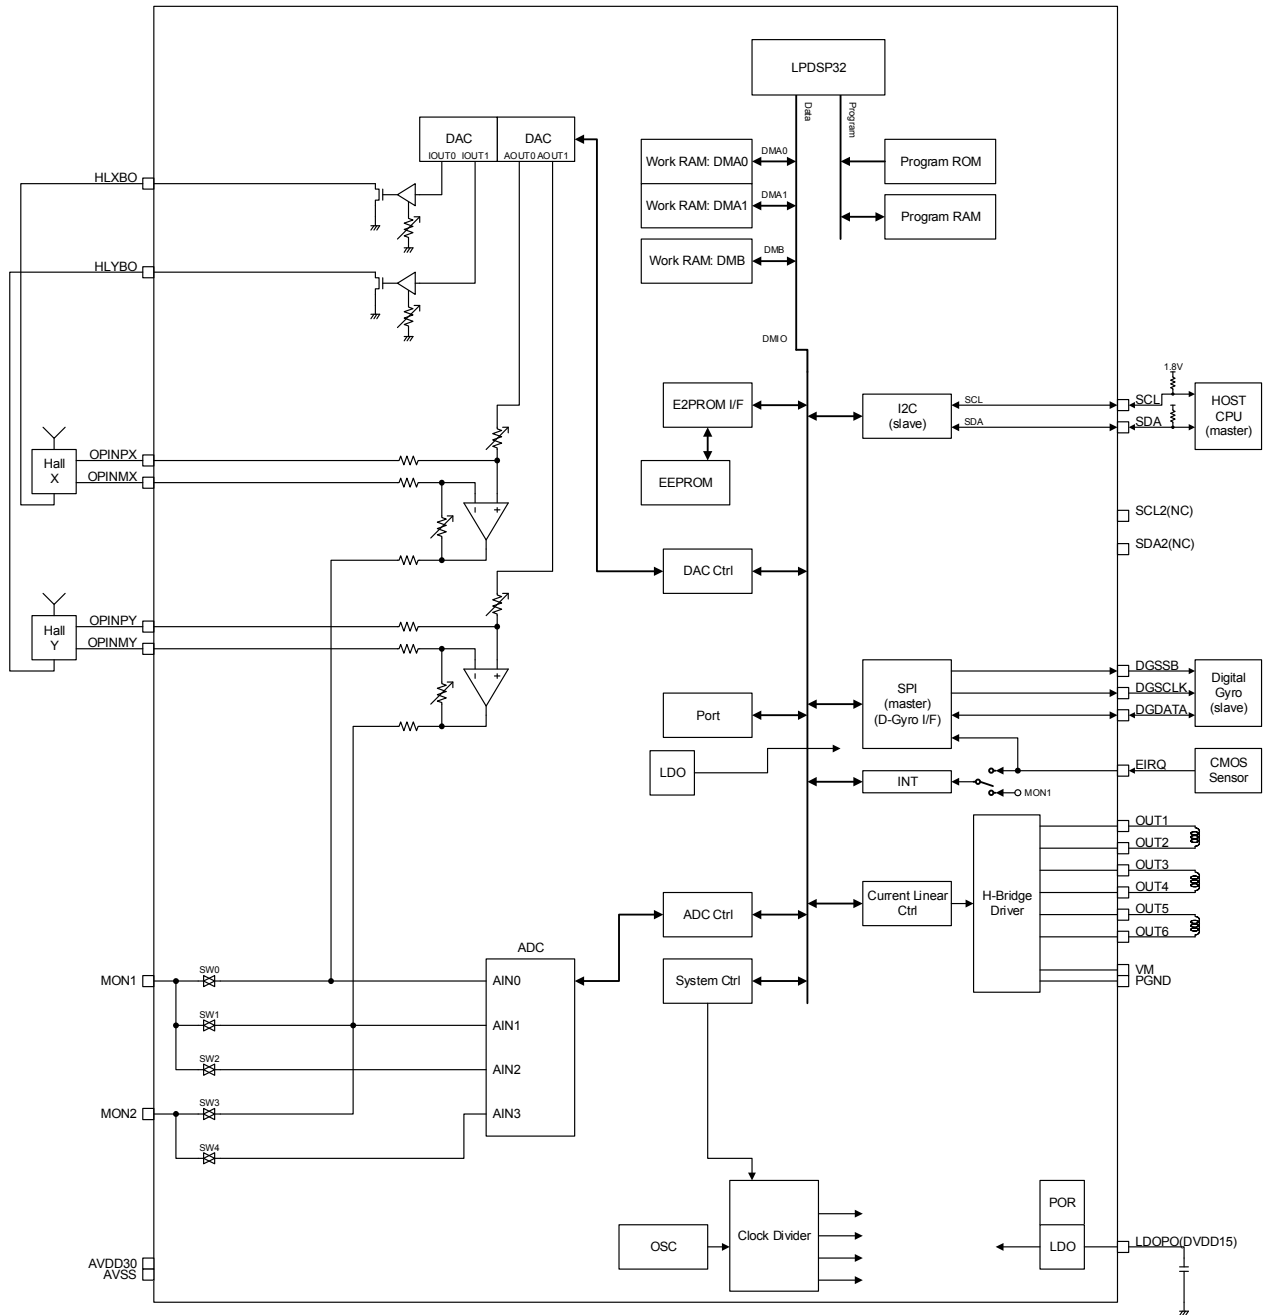 LPDSP32
Data
Program
DAC
DAC
IOUT0 IOUT1
AOUT0 AOUT1
Work RAM: DMA0
DMA0
Program ROM
Work RAM: DMA1
DMA1
Program RAM
Work RAM: DMB
DMB
HLXBO
HLYBO
DMIO
E2PROM I/F
EEPROM
I2C
(slave)
SCL
SDA
1.8V
SCL
SDA
HOST
CPU
(master)
SCL2(NC)
SDA2(NC)
Hall
X
OPINPX
OPINMX
DAC Ctrl
Hall
Y
OPINPY
OPINMY
Port
SPI
(master)
(D-Gyro I/F)
DGSSB
DGSCLK
DGDATA
Digital
Gyro
(slave)
LDO
INT
MON1
EIRQ
CMOS
Sensor
ADC Ctrl
Current Linear
Ctrl
H-Bridge
Driver
OUT1
OUT2
OUT3
OUT4
OUT5
OUT6
VM
PGND
ADC
System Ctrl
MON1
SW0
AIN0
SW1
AIN1
SW2
AIN2
MON2
SW3
AIN3
SW4
OSC
Clock Divider
POR
LDO
LDOPO(DVDD15)
AVDD30
AVSS